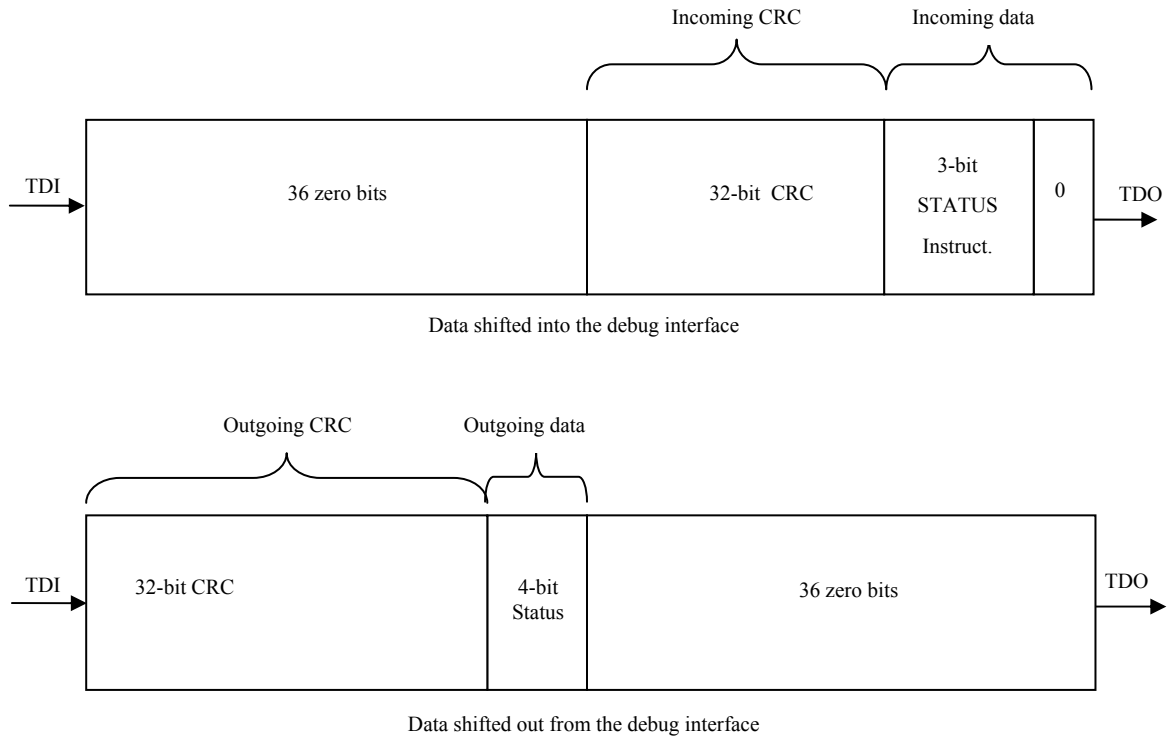 Incoming CRC
Incoming data
TDI
36 zero bits
32-bit CRC
3-bit
STATUS
Instruct.
0
TDO
Data shifted into the debug interface
Outgoing CRC
Outgoing data
TDI
32-bit CRC
4-bit
Status
36 zero bits
TDO
Data shifted out from the debug interface